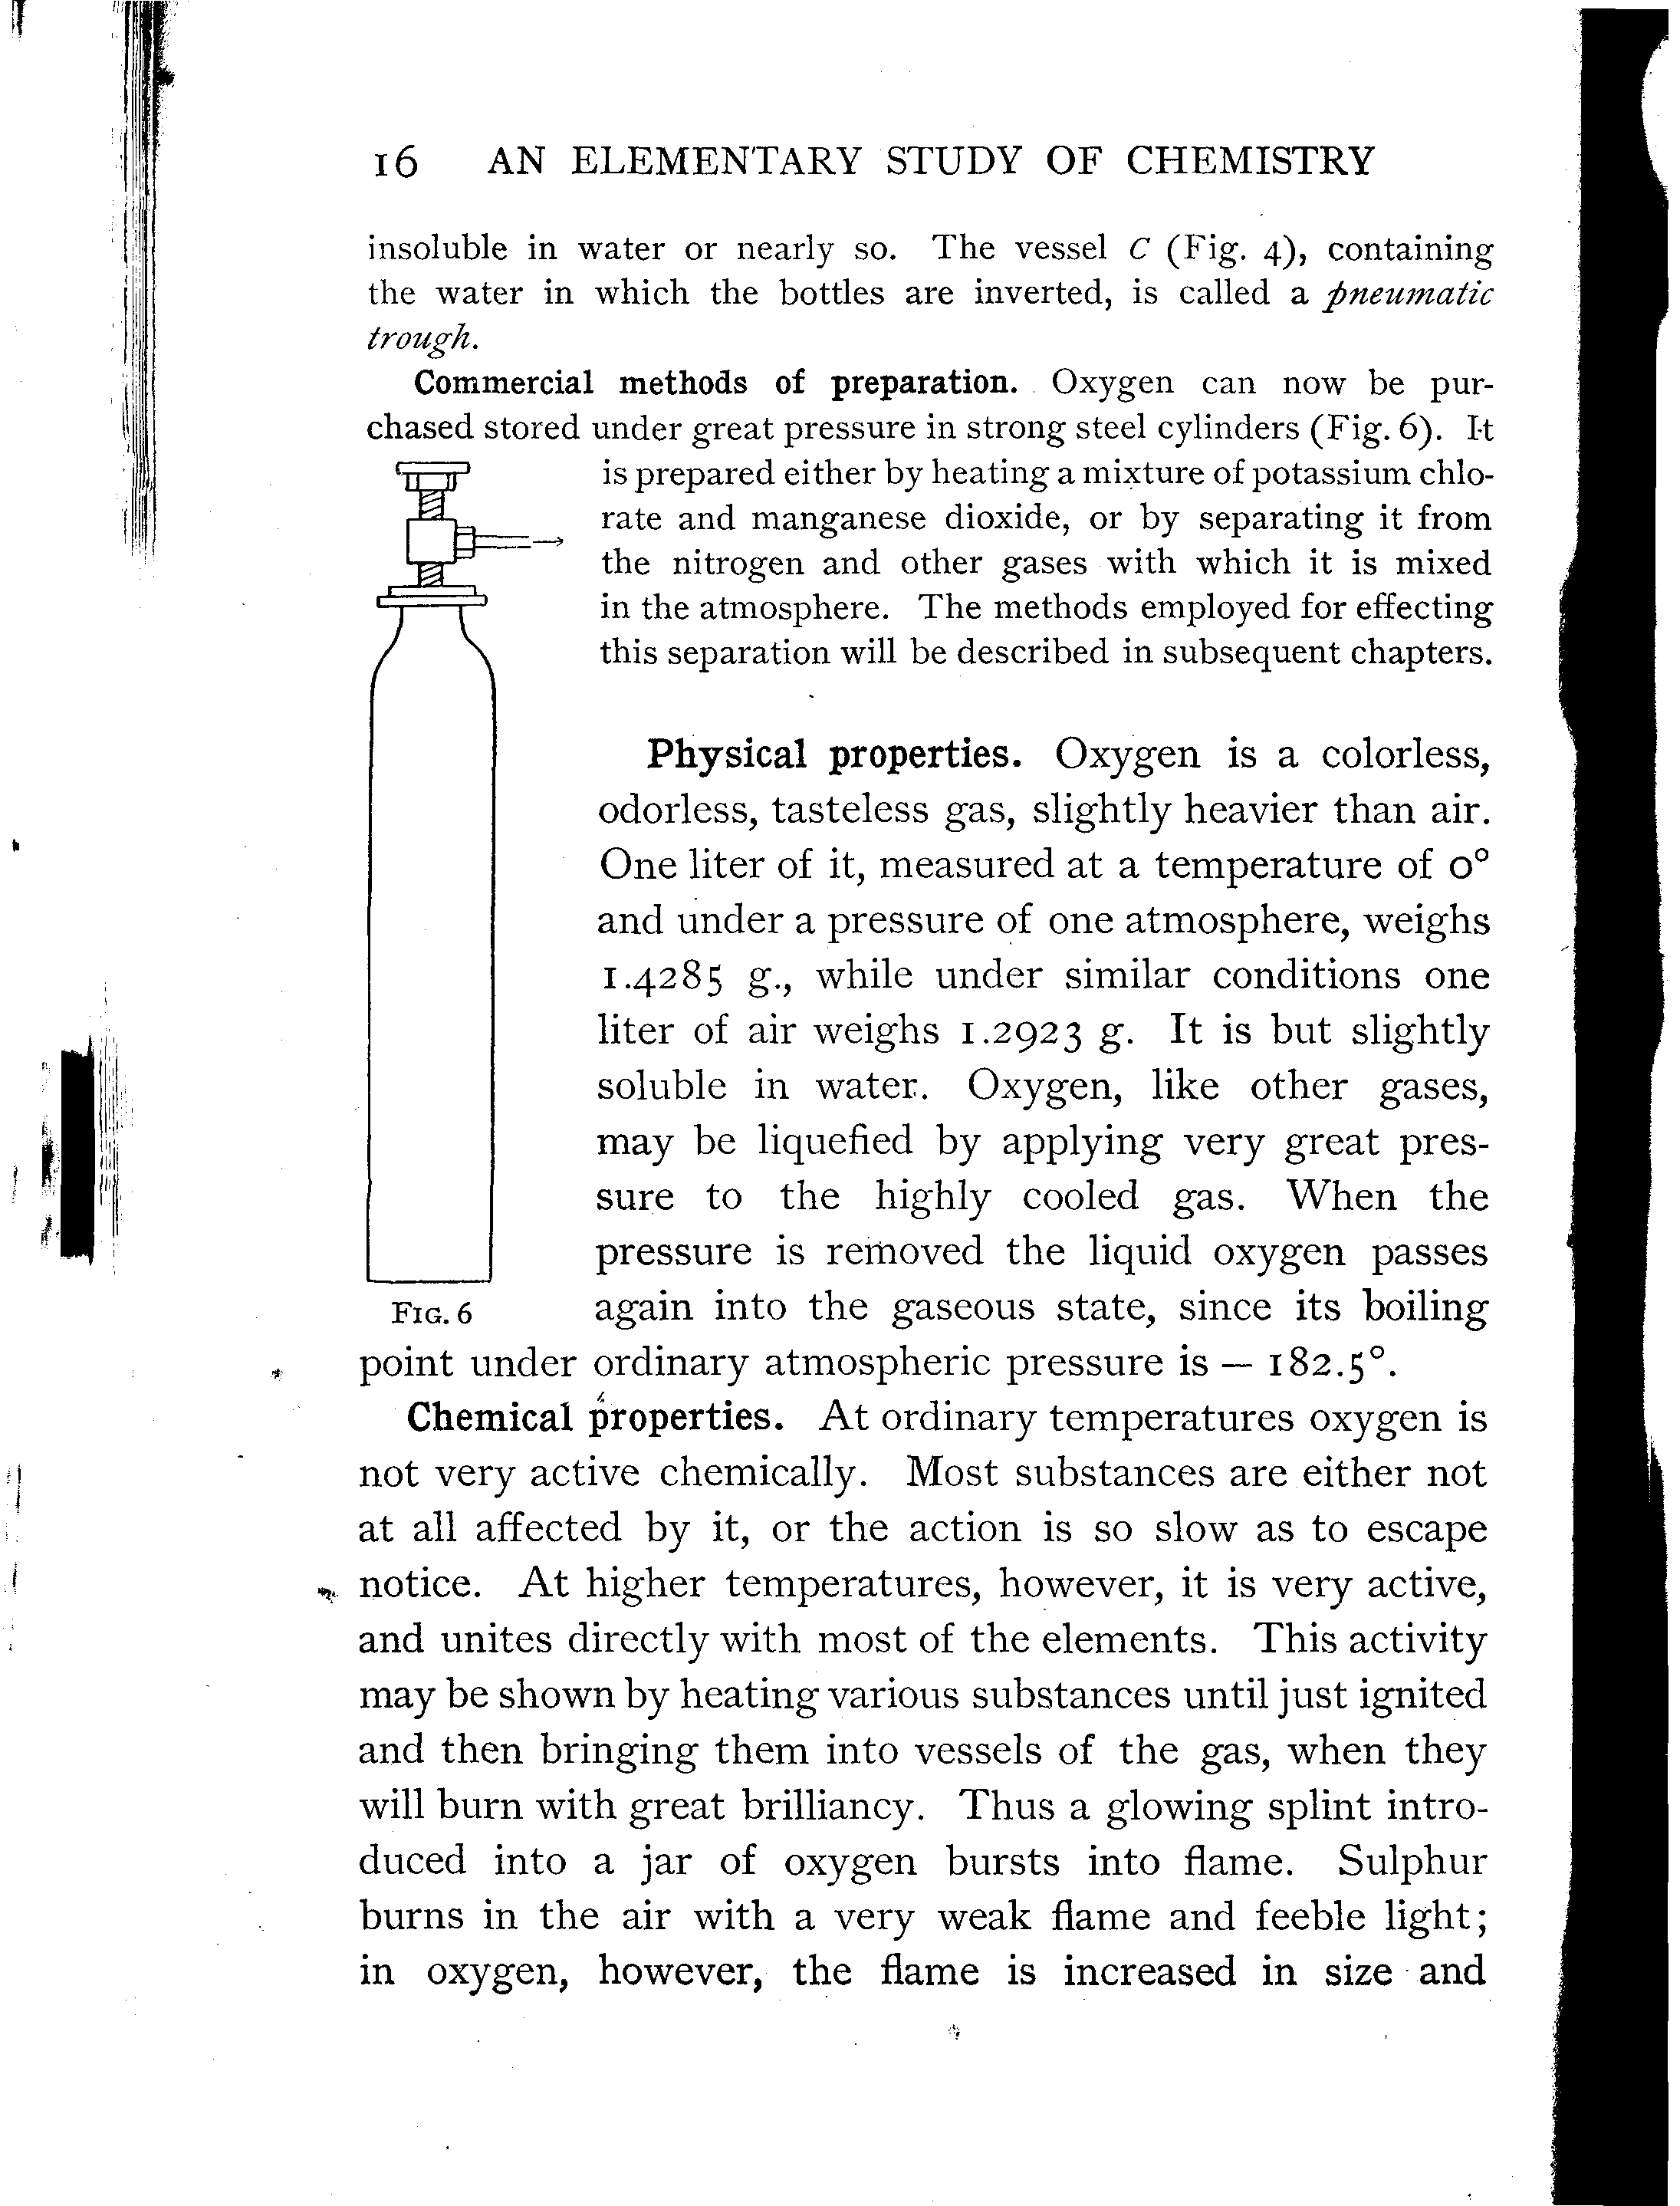 16 AN ELEMENTARY STUDY OF CHEMISTRY
insoluble in water or nearly so. The vessel C (Fig. 4), containing
the water in which the bottles are inverted, is called a pneumatic
trough.
Commercial methods of preparation. Oxygen can now be pur-
chased stored under great pressure in strong steel cylinders (Fig. 6). It
is prepared either by heating a mixture of potassium chlo-
rate and manganese dioxide, or by separating it from
the nitrogen and other gases with which it is mixed
in the atmosphere. The methods employed for effecting
this separation will be described in subsequent chapters.
Physical properties. Oxygen is a colorless,
odorless, tasteless gas, slightly heavier than air.
One liter of it, measured at a temperature of 0°
and under a pressure of one atmosphere, weighs
1.4285 g., while under similar conditions one
liter of air weighs 1.2923 g. It is but slightly
soluble in water. Oxygen, like other gases,
may be liquefied by applying very great pres-
sure to the highly cooled gas. When the
pressure is removed the liquid oxygen passes
again into the gaseous state, since its boiling
FIG. 6
point under ordinary atmospheric pressure is — 182.5°.
Chemical properties. At ordinary temperatures oxygen is
not very active chemically. Most substances are either not
at all affected by it, or the action is so slow as to escape
notice. At higher temperatures, however, it is very active,
and unites directly with most of the elements. This activity
may be shown by heating various substances until just ignited
and then bringing them into vessels of the gas, when they
will burn with great brilliancy. Thus a glowing splint intro-
duced into a jar of oxygen bursts into flame. Sulphur
burns in the air with a very weak flame and feeble light;
in oxygen, however, the flame is increased in size and